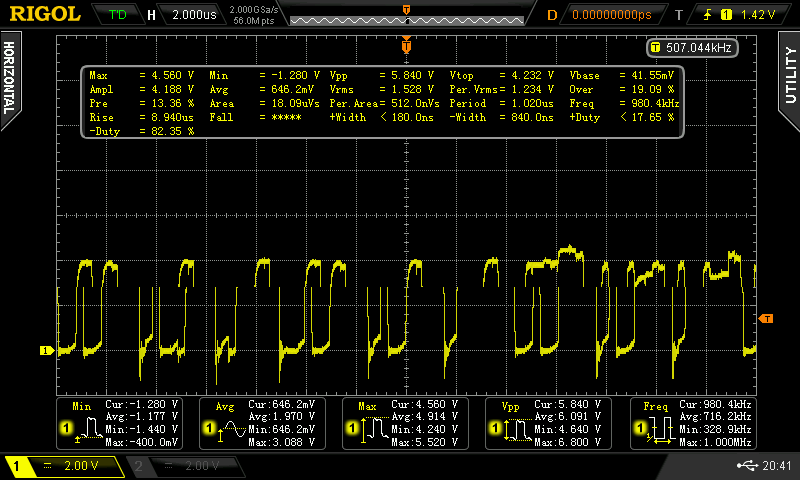 RIGOL T'D H 2.000us 2.000GSa/s 56.0M pts D 0.00000000ps T 1 1.42 V
HORIZONTAL
UTILITY
T
T 507.044kHz
Max = 4.560 V Min = -1.280 V Vpp = 5.840 V Vtop = 4.232 V Vbase = 41.55mV
Ampl = 4.188 V Avg = 646.2mV Vrms = 1.528 V Per.Vrms= 1.234 V Over = 19.09 %
Pre = 13.36 % Area = 18.09uVs Per.Area= 512.0nVs Period = 1.020us Freq = 980.4kHz
Rise = 8.940us Fall = ***** +Width < 180.0ns -Width = 840.0ns +Duty < 17.65 %
-Duty = 82.35 %
T
1
1 Min Cur:-1.280 V
Avg:-1.177 V
Min:-1.440 V
Max:-400.0mV
1 Avg Cur:646.2mV
Avg:1.970 V
Min:646.2mV
Max:3.088 V
1 Max Cur:4.560 V
Avg:4.914 V
Min:4.240 V
Max:5.520 V
1 Vpp Cur:5.840 V
Avg:6.091 V
Min:4.640 V
Max:6.800 V
1 Freq Cur:980.4kHz
Avg:716.2kHz
Min:328.9kHz
Max:1.000MHz
1 2.00 V 2 2.00 V 20:41